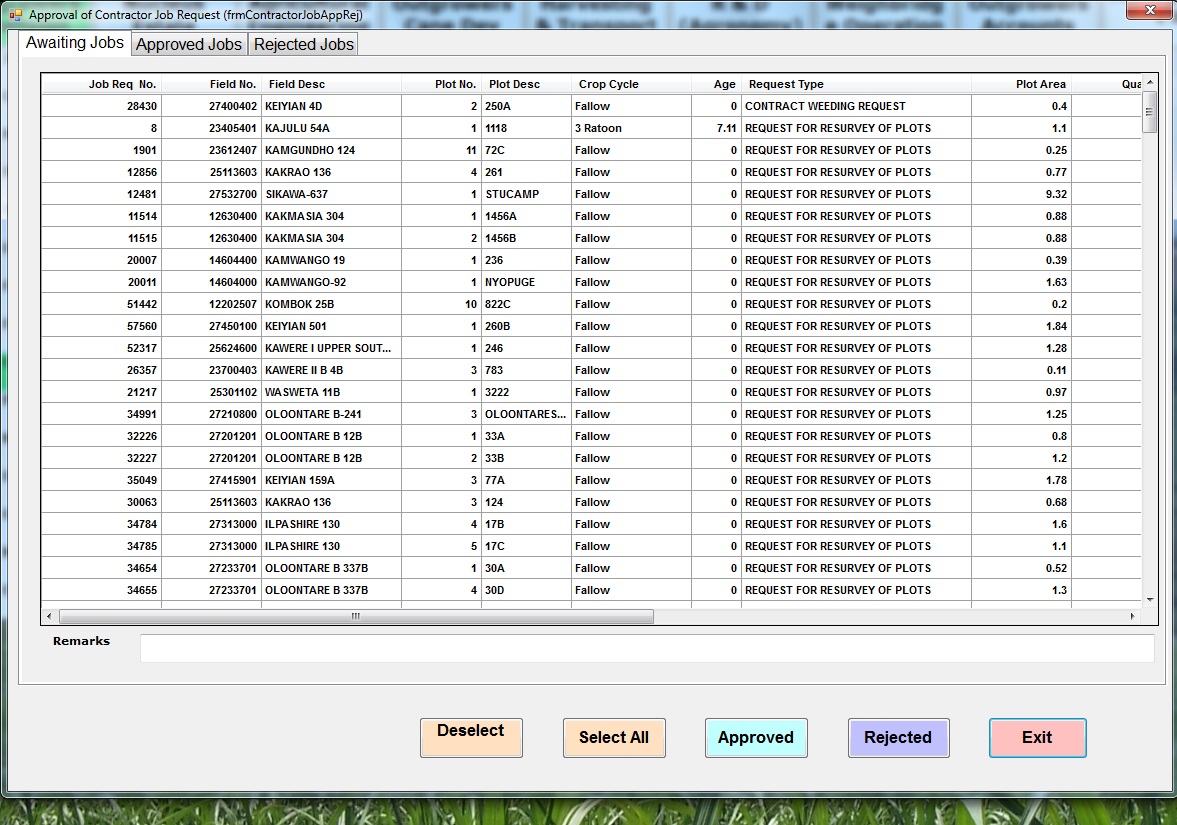 Approval of Contractor Job Request (frmContractorJobAppRej)
Awaiting Jobs Approved Jobs Rejected Jobs
Job Req No. Field No. Field Desc Plot No. Plot Desc Crop Cycle Age Request Type Plot Area Qua
28430 27400402 KEIYIAN 4D 2 250A Fallow 0 CONTRACT WEEDING REQUEST 0.4
8 23405401 KAJULU 54A 1 1118 3 Ratoon 7.11 REQUEST FOR RESURVEY OF PLOTS 1.1
1901 23612407 KAMGUNDHO 124 11 72C Fallow 0 REQUEST FOR RESURVEY OF PLOTS 0.25
12856 25113603 KAKRAO 136 4 261 Fallow 0 REQUEST FOR RESURVEY OF PLOTS 0.77
12481 27532700 SIKAWA-637 1 STUCAMP Fallow 0 REQUEST FOR RESURVEY OF PLOTS 9.32
11514 12630400 KAKMASIA 304 1 1456A Fallow 0 REQUEST FOR RESURVEY OF PLOTS 0.88
11515 12630400 KAKMASIA 304 2 1456B Fallow 0 REQUEST FOR RESURVEY OF PLOTS 0.88
20007 14604400 KAMWANGO 19 1 236 Fallow 0 REQUEST FOR RESURVEY OF PLOTS 0.39
20011 14604000 KAMWANGO-92 1 NYOPUGE Fallow 0 REQUEST FOR RESURVEY OF PLOTS 1.63
51442 12202507 KOMBOK 25B 10 822C Fallow 0 REQUEST FOR RESURVEY OF PLOTS 0.2
57560 27450100 KEIYIAN 501 1 260B Fallow 0 REQUEST FOR RESURVEY OF PLOTS 1.84
52317 25624600 KAWERE I UPPER SOUT... 1 246 Fallow 0 REQUEST FOR RESURVEY OF PLOTS 1.28
26357 23700403 KAWERE II B 4B 3 783 Fallow 0 REQUEST FOR RESURVEY OF PLOTS 0.11
21217 25301102 WASWETA 11B 1 3222 Fallow 0 REQUEST FOR RESURVEY OF PLOTS 0.97
34991 27210800 OLOONTARE B-241 3 OLOONTARES... Fallow 0 REQUEST FOR RESURVEY OF PLOTS 1.25
32226 27201201 OLOONTARE B 12B 1 33A Fallow 0 REQUEST FOR RESURVEY OF PLOTS 0.8
32227 27201201 OLOONTARE B 12B 2 33B Fallow 0 REQUEST FOR RESURVEY OF PLOTS 1.2
35049 27415901 KEIYIAN 159A 3 77A Fallow 0 REQUEST FOR RESURVEY OF PLOTS 1.78
30063 25113603 KAKRAO 136 3 124 Fallow 0 REQUEST FOR RESURVEY OF PLOTS 0.68
34784 27313000 ILPASHIRE 130 4 17B Fallow 0 REQUEST FOR RESURVEY OF PLOTS 1.6
34785 27313000 ILPASHIRE 130 5 17C Fallow 0 REQUEST FOR RESURVEY OF PLOTS 1.1
34654 27233701 OLOONTARE B 337B 1 30A Fallow 0 REQUEST FOR RESURVEY OF PLOTS 0.52
34655 27233701 OLOONTARE B 337B 4 30D Fallow 0 REQUEST FOR RESURVEY OF PLOTS 1.3
Remarks
Deselect Select All Approved Rejected Exit